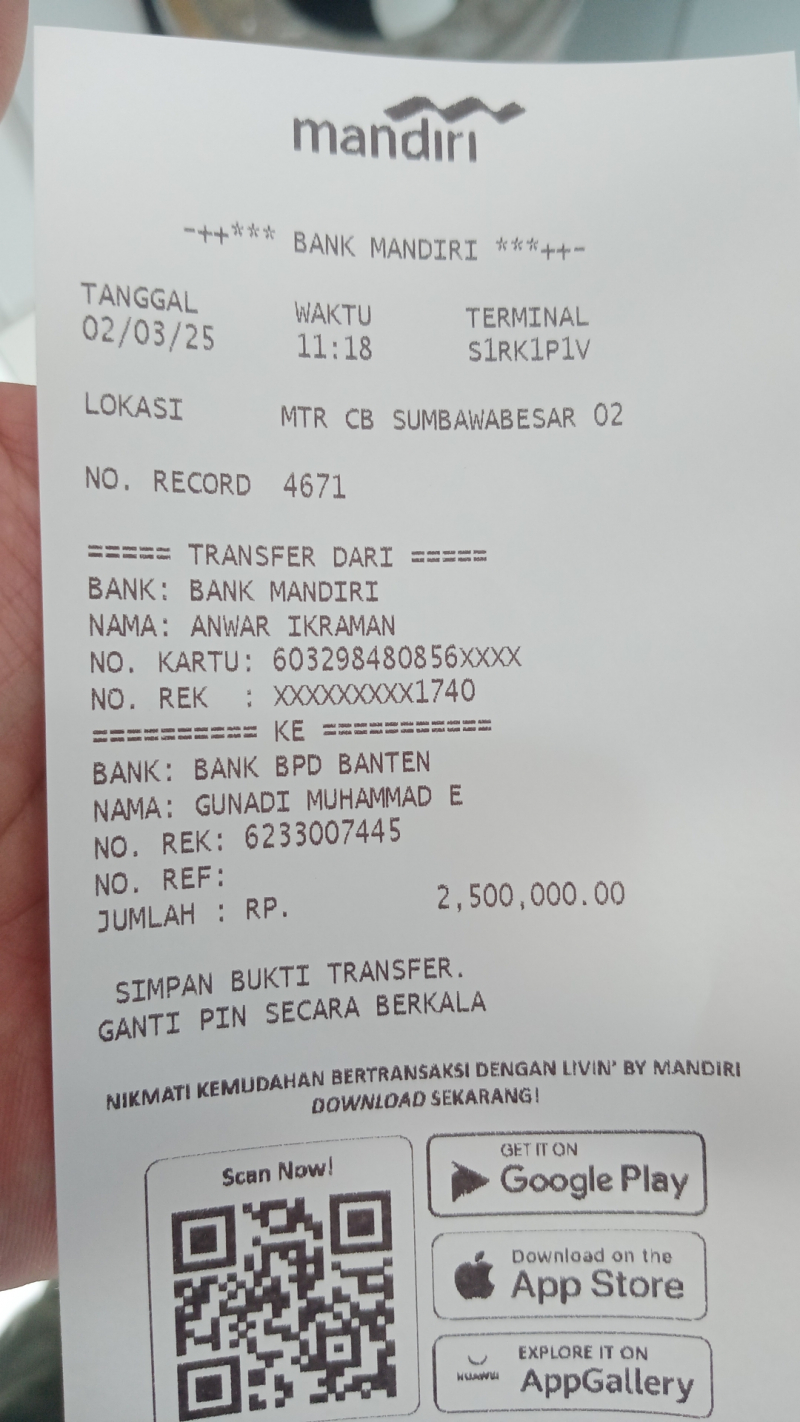 mandiri
-++*** BANK MANDIRI ***++-
TANGGAL WAKTU TERMINAL
02/03/25 11:18 S1RK1P1V
LOKASI MTR CB SUMBAWABESAR 02
NO. RECORD 4671
===== TRANSFER DARI =====
BANK: BANK MANDIRI
NAMA: ANWAR IKRAMAN
NO. KARTU: 603298480856XXXX
NO. REK : XXXXXXXXX1740
========== KE ===========
BANK: BANK BPD BANTEN
NAMA: GUNADI MUHAMMAD E
NO. REK: 6233007445
NO. REF:
JUMLAH : RP. 2,500,000.00
SIMPAN BUKTI TRANSFER.
GANTI PIN SECARA BERKALA
NIKMATI KEMUDAHAN BERTRANSAKSI DENGAN LIVIN' BY MANDIRI
DOWNLOAD SEKARANG!
Scan Now!
GET IT ON
Google Play
Download on the
App Store
EXPLORE IT ON
HUAWEI AppGallery